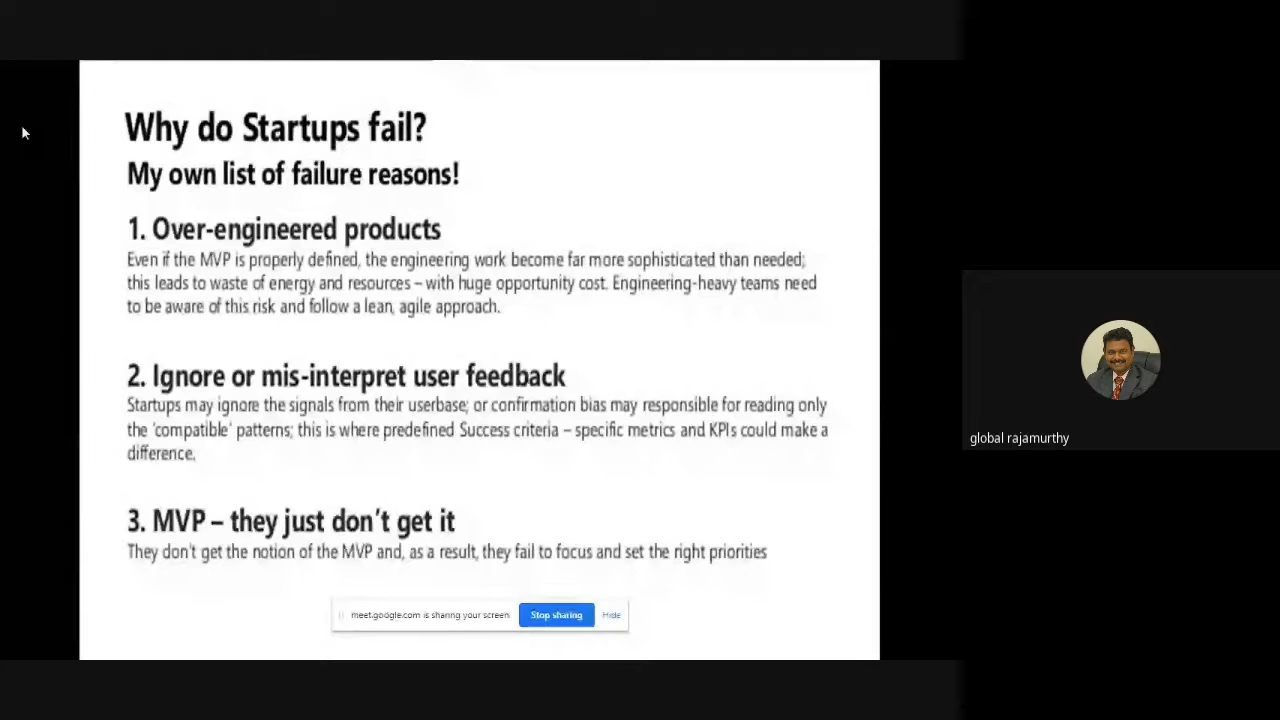 Why do Startups fail?
My own list of failure reasons!
1. Over-engineered products
Even if the MVP is properly defined, the engineering work become far more sophisticated than needed;
this leads to waste of energy and resources – with huge opportunity cost. Engineering-heavy teams need
to be aware of this risk and follow a lean, agile approach.
2. Ignore or mis-interpret user feedback
Startups may ignore the signals from their userbase; or confirmation bias may responsible for reading only
the 'compatible' patterns; this is where predefined Success criteria – specific metrics and KPIs could make a
difference.
3. MVP – they just don't get it
They don't get the notion of the MVP and, as a result, they fail to focus and set the right priorities
meet.google.com is sharing your screen Stop sharing Hide
global rajamurthy